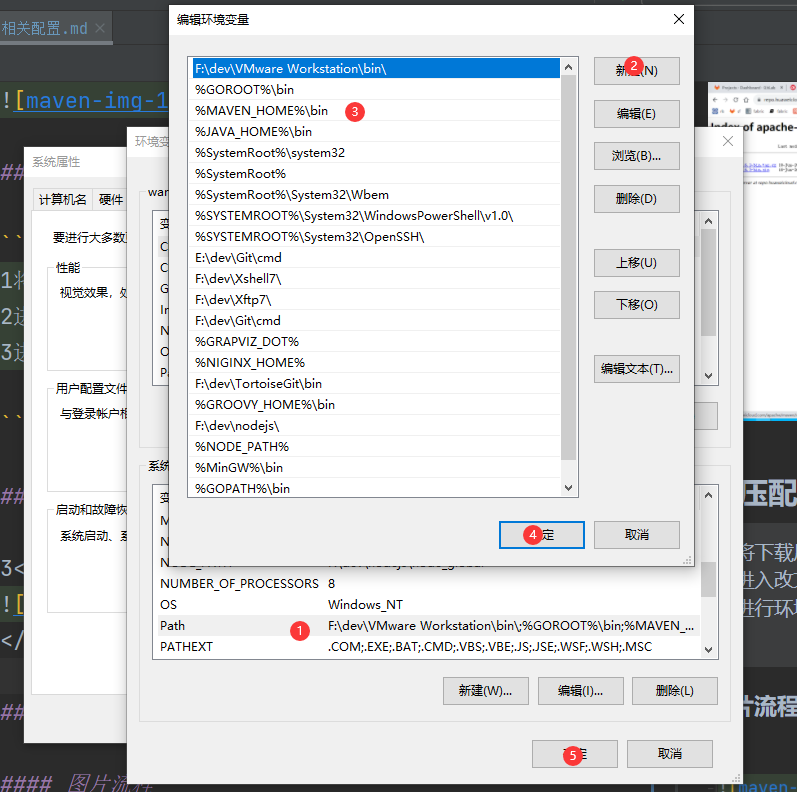 相关配置.md
编辑环境变量
F:\dev\VMware Workstation\bin\
%GOROOT%\bin
%MAVEN_HOME%\bin
3
%JAVA_HOME%\bin
%SystemRoot%\system32
%SystemRoot%
%SystemRoot%\System32\Wbem
%SYSTEMROOT%\System32\WindowsPowerShell\v1.0\
%SYSTEMROOT%\System32\OpenSSH\
E:\dev\Git\cmd
F:\dev\Xshell7\
F:\dev\Xftp7\
F:\dev\Git\cmd
%GRAPVIZ_DOT%
%NIGINX_HOME%
F:\dev\TortoiseGit\bin
%GROOVY_HOME%\bin
F:\dev\nodejs\
%NODE_PATH%
%MinGW%\bin
%GOPATH%\bin
新 2 (N)
编辑(E)
浏览(B)...
删除(D)
上移(U)
下移(O)
编辑文本(T)...
4 定
取消
![maven-img-1
系统属性
计算机名
硬件
要进行大多数
性能
视觉效果，
用户配置文件
与登录帐户相
启动和故障恢
系统启动、系
环境变
wan
系统
NUMBER_OF_PROCESSORS 8
OS Windows_NT
Path 1 F:\dev\VMware Workstation\bin\;%GOROOT%\bin;%MAVEN_...
PATHEXT .COM;.EXE;.BAT;.CMD;.VBS;.VBE;.JS;.JSE;.WSF;.WSH;.MSC
新建(W)...
编辑(I)...
删除(L)
5 定
取消
##
```
1将
2进
3进
```
##
3<
![
</
##
#### 图片流程
Index of apache-
压配
将下载
进入改
进行环境
片流程
![maven-